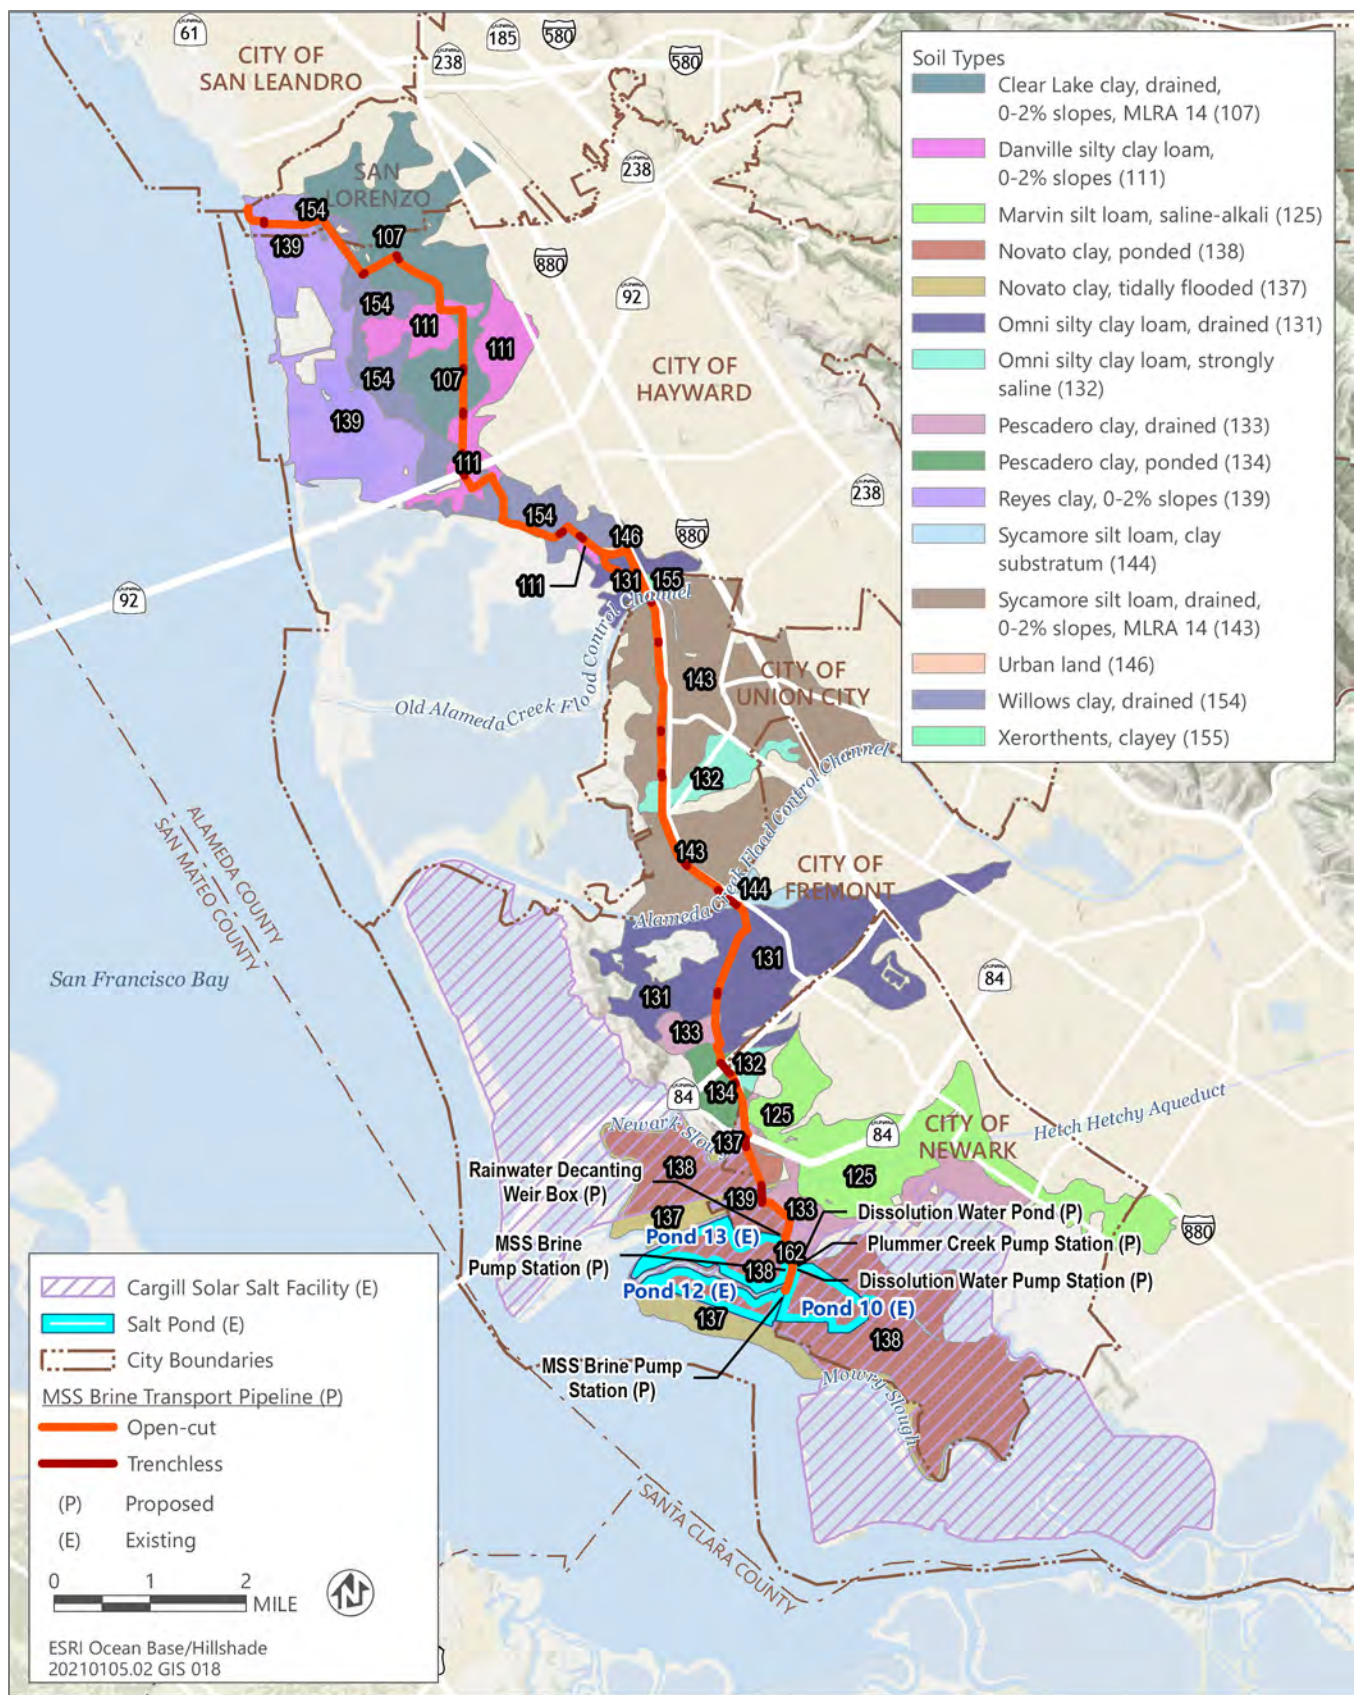 61
185
580
238
580
CITY OF
SAN LEANDRO
SAN
LORENZO
238
154
139
107
880
92
154
111
111
154
107
CITY OF
HAYWARD
139
111
238
154
146
880
111
131
155
92
Old Alameda Creek Flood Control Channel
143
CITY OF
UNION CITY
132
ALAMEDA COUNTY
SAN MATEO COUNTY
143
Alameda Creek Flood Control Channel
144
CITY OF
FREMONT
San Francisco Bay
131
131
84
133
132
134
84
125
Newark Slough
137
84
CITY OF
NEWARK
Hetch Hetchy Aqueduct
138
125
Rainwater Decanting
Weir Box (P)
139
133
Dissolution Water Pond (P)
137
Pond 13 (E)
880
MSS Brine
Pump Station (P)
162
Plummer Creek Pump Station (P)
138
Dissolution Water Pump Station (P)
Pond 12 (E)
Pond 10 (E)
137
138
MSS Brine Pump
Station (P)
Mowry Slough
SANTA CLARA COUNTY
Soil Types
Clear Lake clay, drained,
0-2% slopes, MLRA 14 (107)
Danville silty clay loam,
0-2% slopes (111)
Marvin silt loam, saline-alkali (125)
Novato clay, ponded (138)
Novato clay, tidally flooded (137)
Omni silty clay loam, drained (131)
Omni silty clay loam, strongly
saline (132)
Pescadero clay, drained (133)
Pescadero clay, ponded (134)
Reyes clay, 0-2% slopes (139)
Sycamore silt loam, clay
substratum (144)
Sycamore silt loam, drained,
0-2% slopes, MLRA 14 (143)
Urban land (146)
Willows clay, drained (154)
Xerorthents, clayey (155)
Cargill Solar Salt Facility (E)
Salt Pond (E)
City Boundaries
MSS Brine Transport Pipeline (P)
Open-cut
Trenchless
(P) Proposed
(E) Existing
0 1 2
MILE
N
ESRI Ocean Base/Hillshade
20210105.02 GIS 018